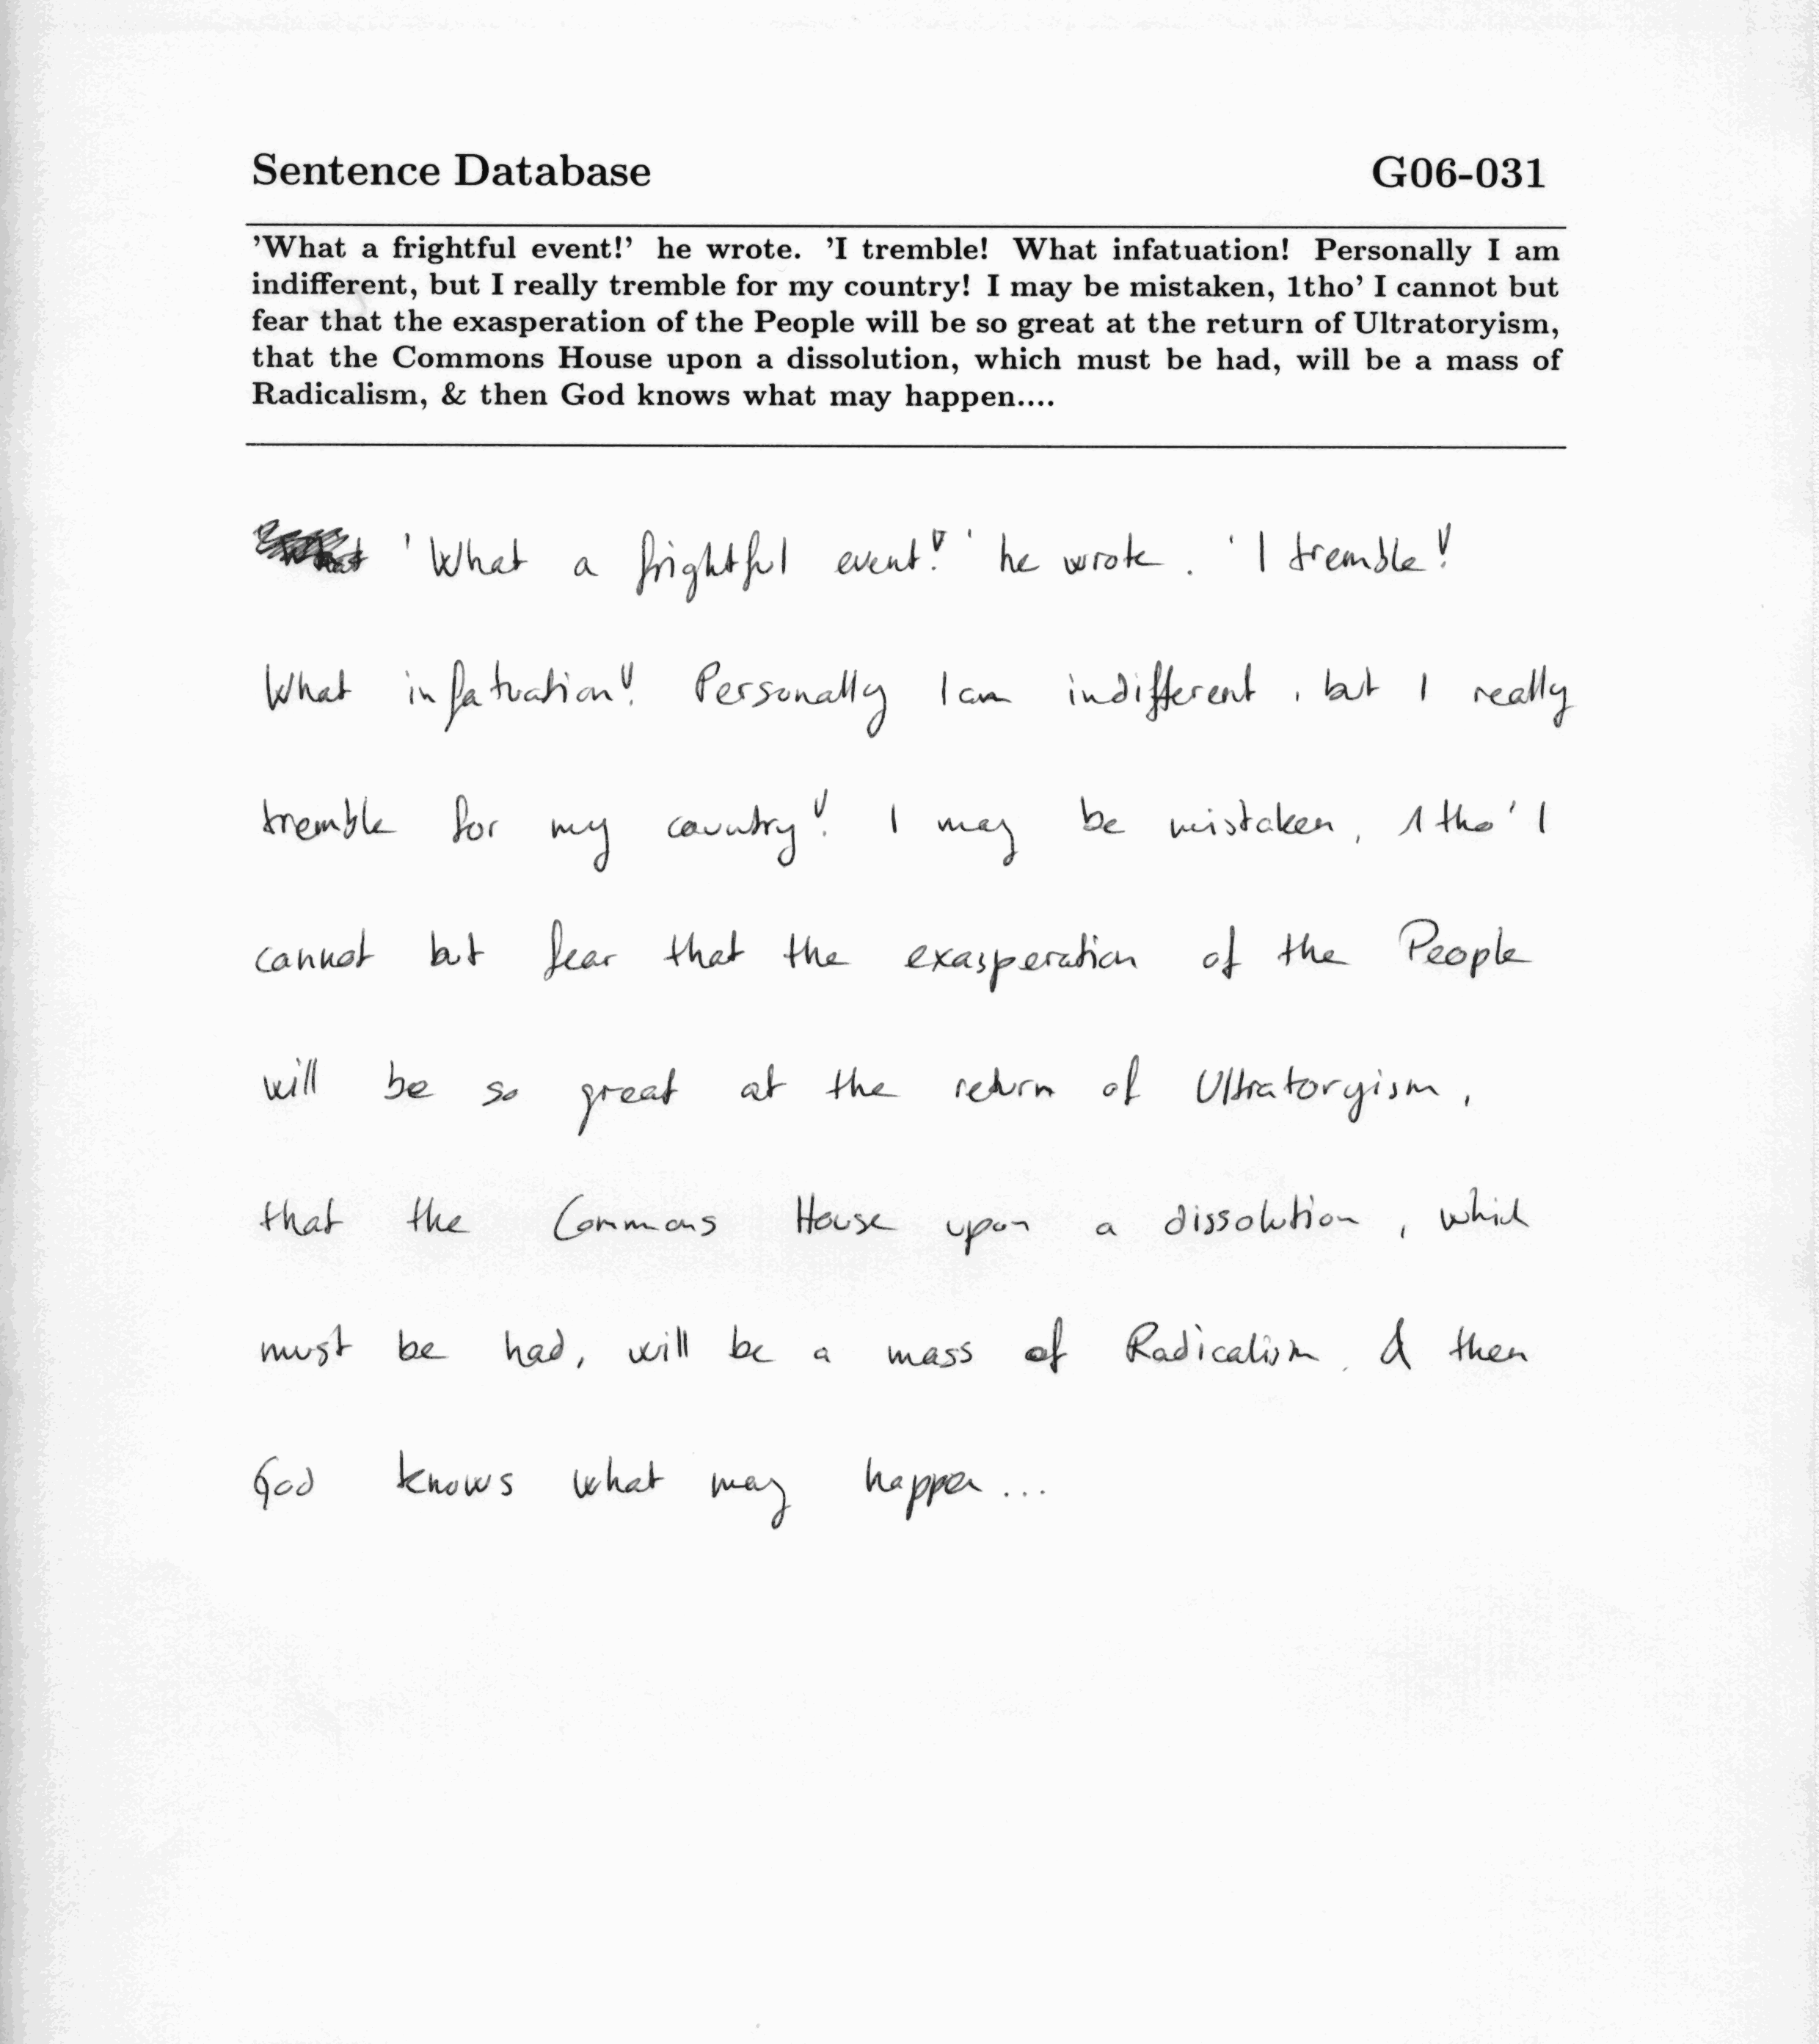 Sentence Database G06-031
'What a frightful event!' he wrote. 'I tremble! What infatuation! Personally I am
indifferent, but I really tremble for my country! I may be mistaken, 1tho' I cannot but
fear that the exasperation of the People will be so great at the return of Ultratoryism,
that the Commons House upon a dissolution, which must be had, will be a mass of
Radicalism, & then God knows what may happen....
'What a frightful event!' he wrote. 'I tremble!
What infatuation! Personally I am indifferent, but I really
tremble for my country! I may be mistaken, 1tho' I
cannot but fear that the exasperation of the People
will be so great at the return of Ultratoryism,
that the Commons House upon a dissolution, which
must be had, will be a mass of Radicalism, & then
God knows what may happen...